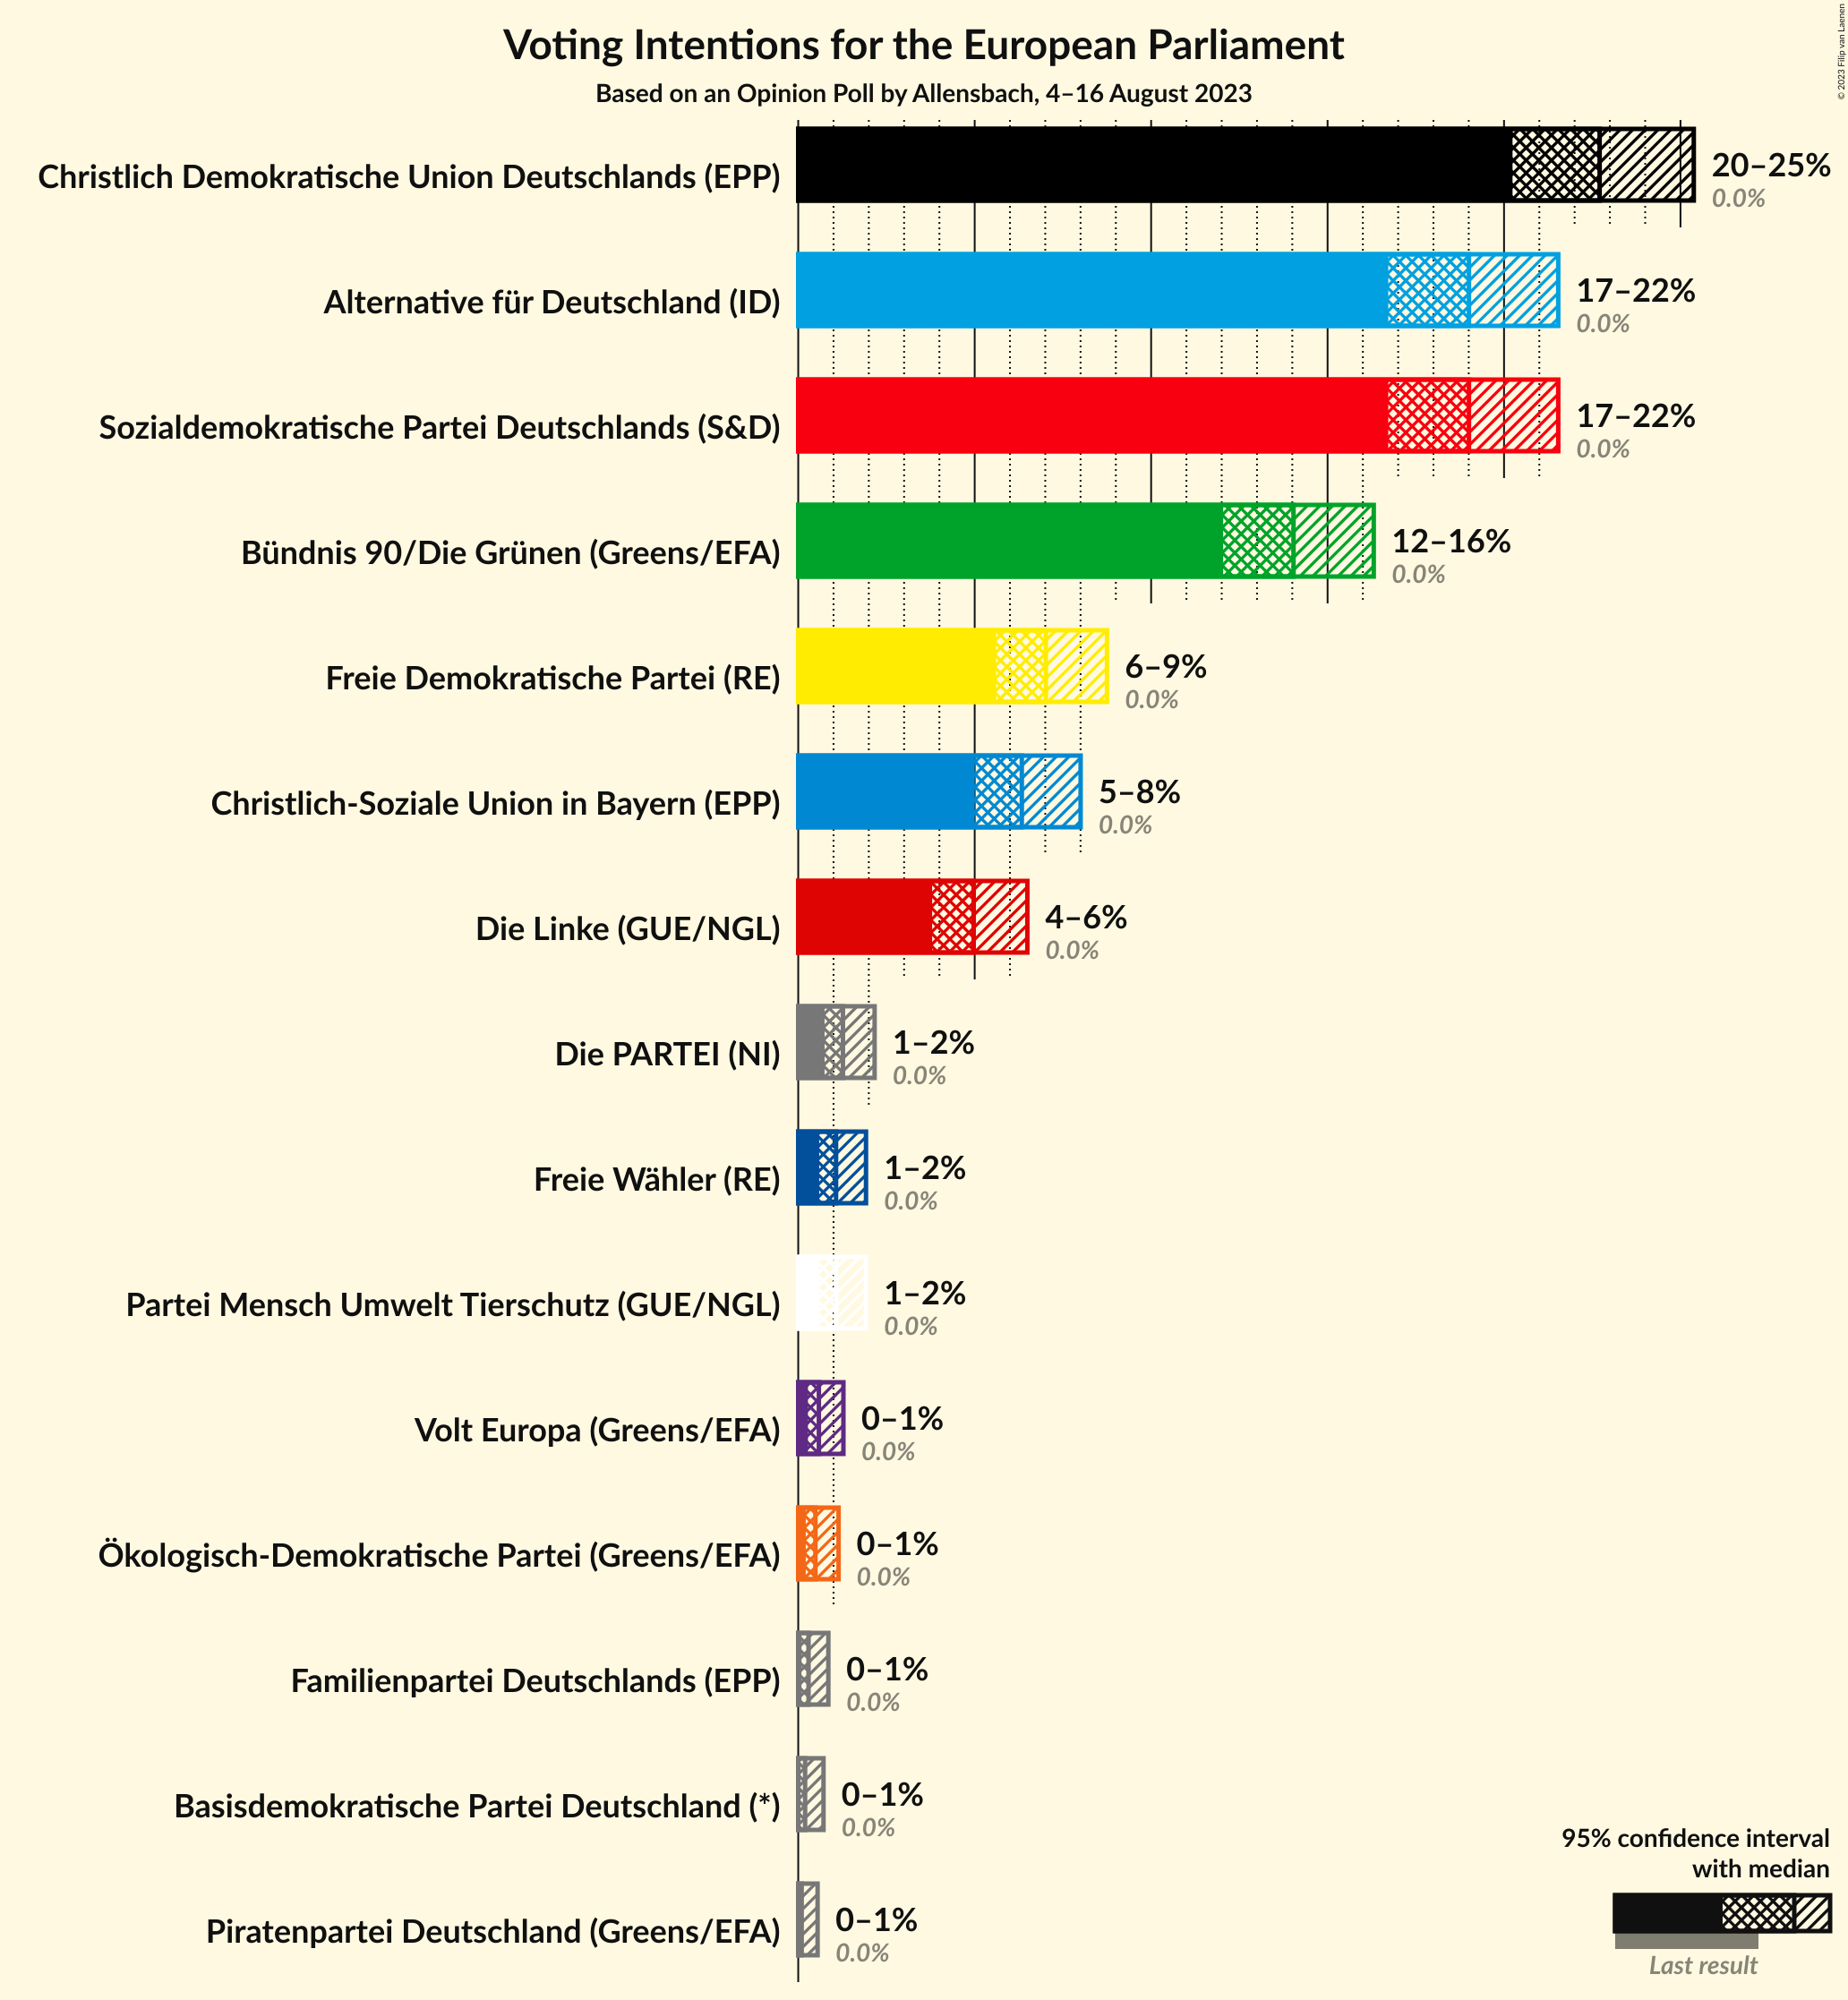 Voting Intentions for the European Parliament
Based on an Opinion Poll by Allensbach, 4–16 August 2023
© 2023 Filip van Laenen
Christlich Demokratische Union Deutschlands (EPP)
20–25%
0.0%
Alternative für Deutschland (ID)
17–22%
0.0%
Sozialdemokratische Partei Deutschlands (S&D)
17–22%
0.0%
Bündnis 90/Die Grünen (Greens/EFA)
12–16%
0.0%
Freie Demokratische Partei (RE)
6–9%
0.0%
Christlich-Soziale Union in Bayern (EPP)
5–8%
0.0%
Die Linke (GUE/NGL)
4–6%
0.0%
Die PARTEI (NI)
1–2%
0.0%
Freie Wähler (RE)
1–2%
0.0%
Partei Mensch Umwelt Tierschutz (GUE/NGL)
1–2%
0.0%
Volt Europa (Greens/EFA)
0–1%
0.0%
Ökologisch-Demokratische Partei (Greens/EFA)
0–1%
0.0%
Familienpartei Deutschlands (EPP)
0–1%
0.0%
Basisdemokratische Partei Deutschland (*)
0–1%
0.0%
Piratenpartei Deutschland (Greens/EFA)
0–1%
0.0%
95% confidence interval
with median
Last result